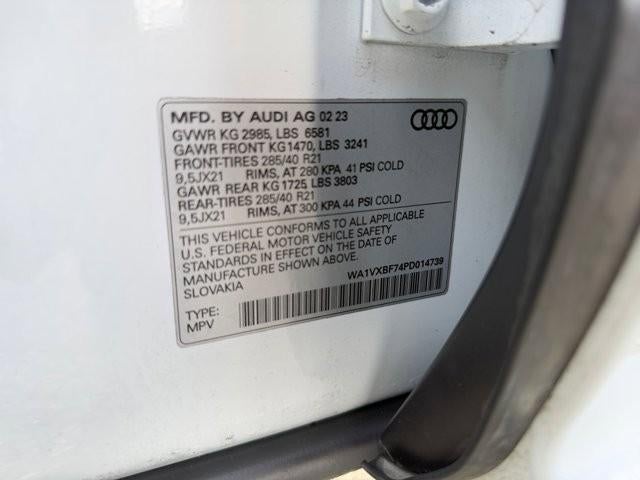 MFD. BY AUDI AG 02 23
GVWR KG 2985, LBS 6581
GAWR FRONT KG 1470, LBS 3241
FRONT-TIRES 285/40 R21
9,5JX21 RIMS, AT 280 KPA 41 PSI COLD
GAWR REAR KG 1725 LBS 3803
REAR-TIRES 285/40 R21
9,5JX21 RIMS, AT 300 KPA 44 PSI COLD
THIS VEHICLE CONFORMS TO ALL APPLICABLE
U.S. FEDERAL MOTOR VEHICLE SAFETY
STANDARDS IN EFFECT ON THE DATE OF
MANUFACTURE SHOWN ABOVE.
SLOVAKIA
WA1VXBF74PD014739
TYPE:
MPV